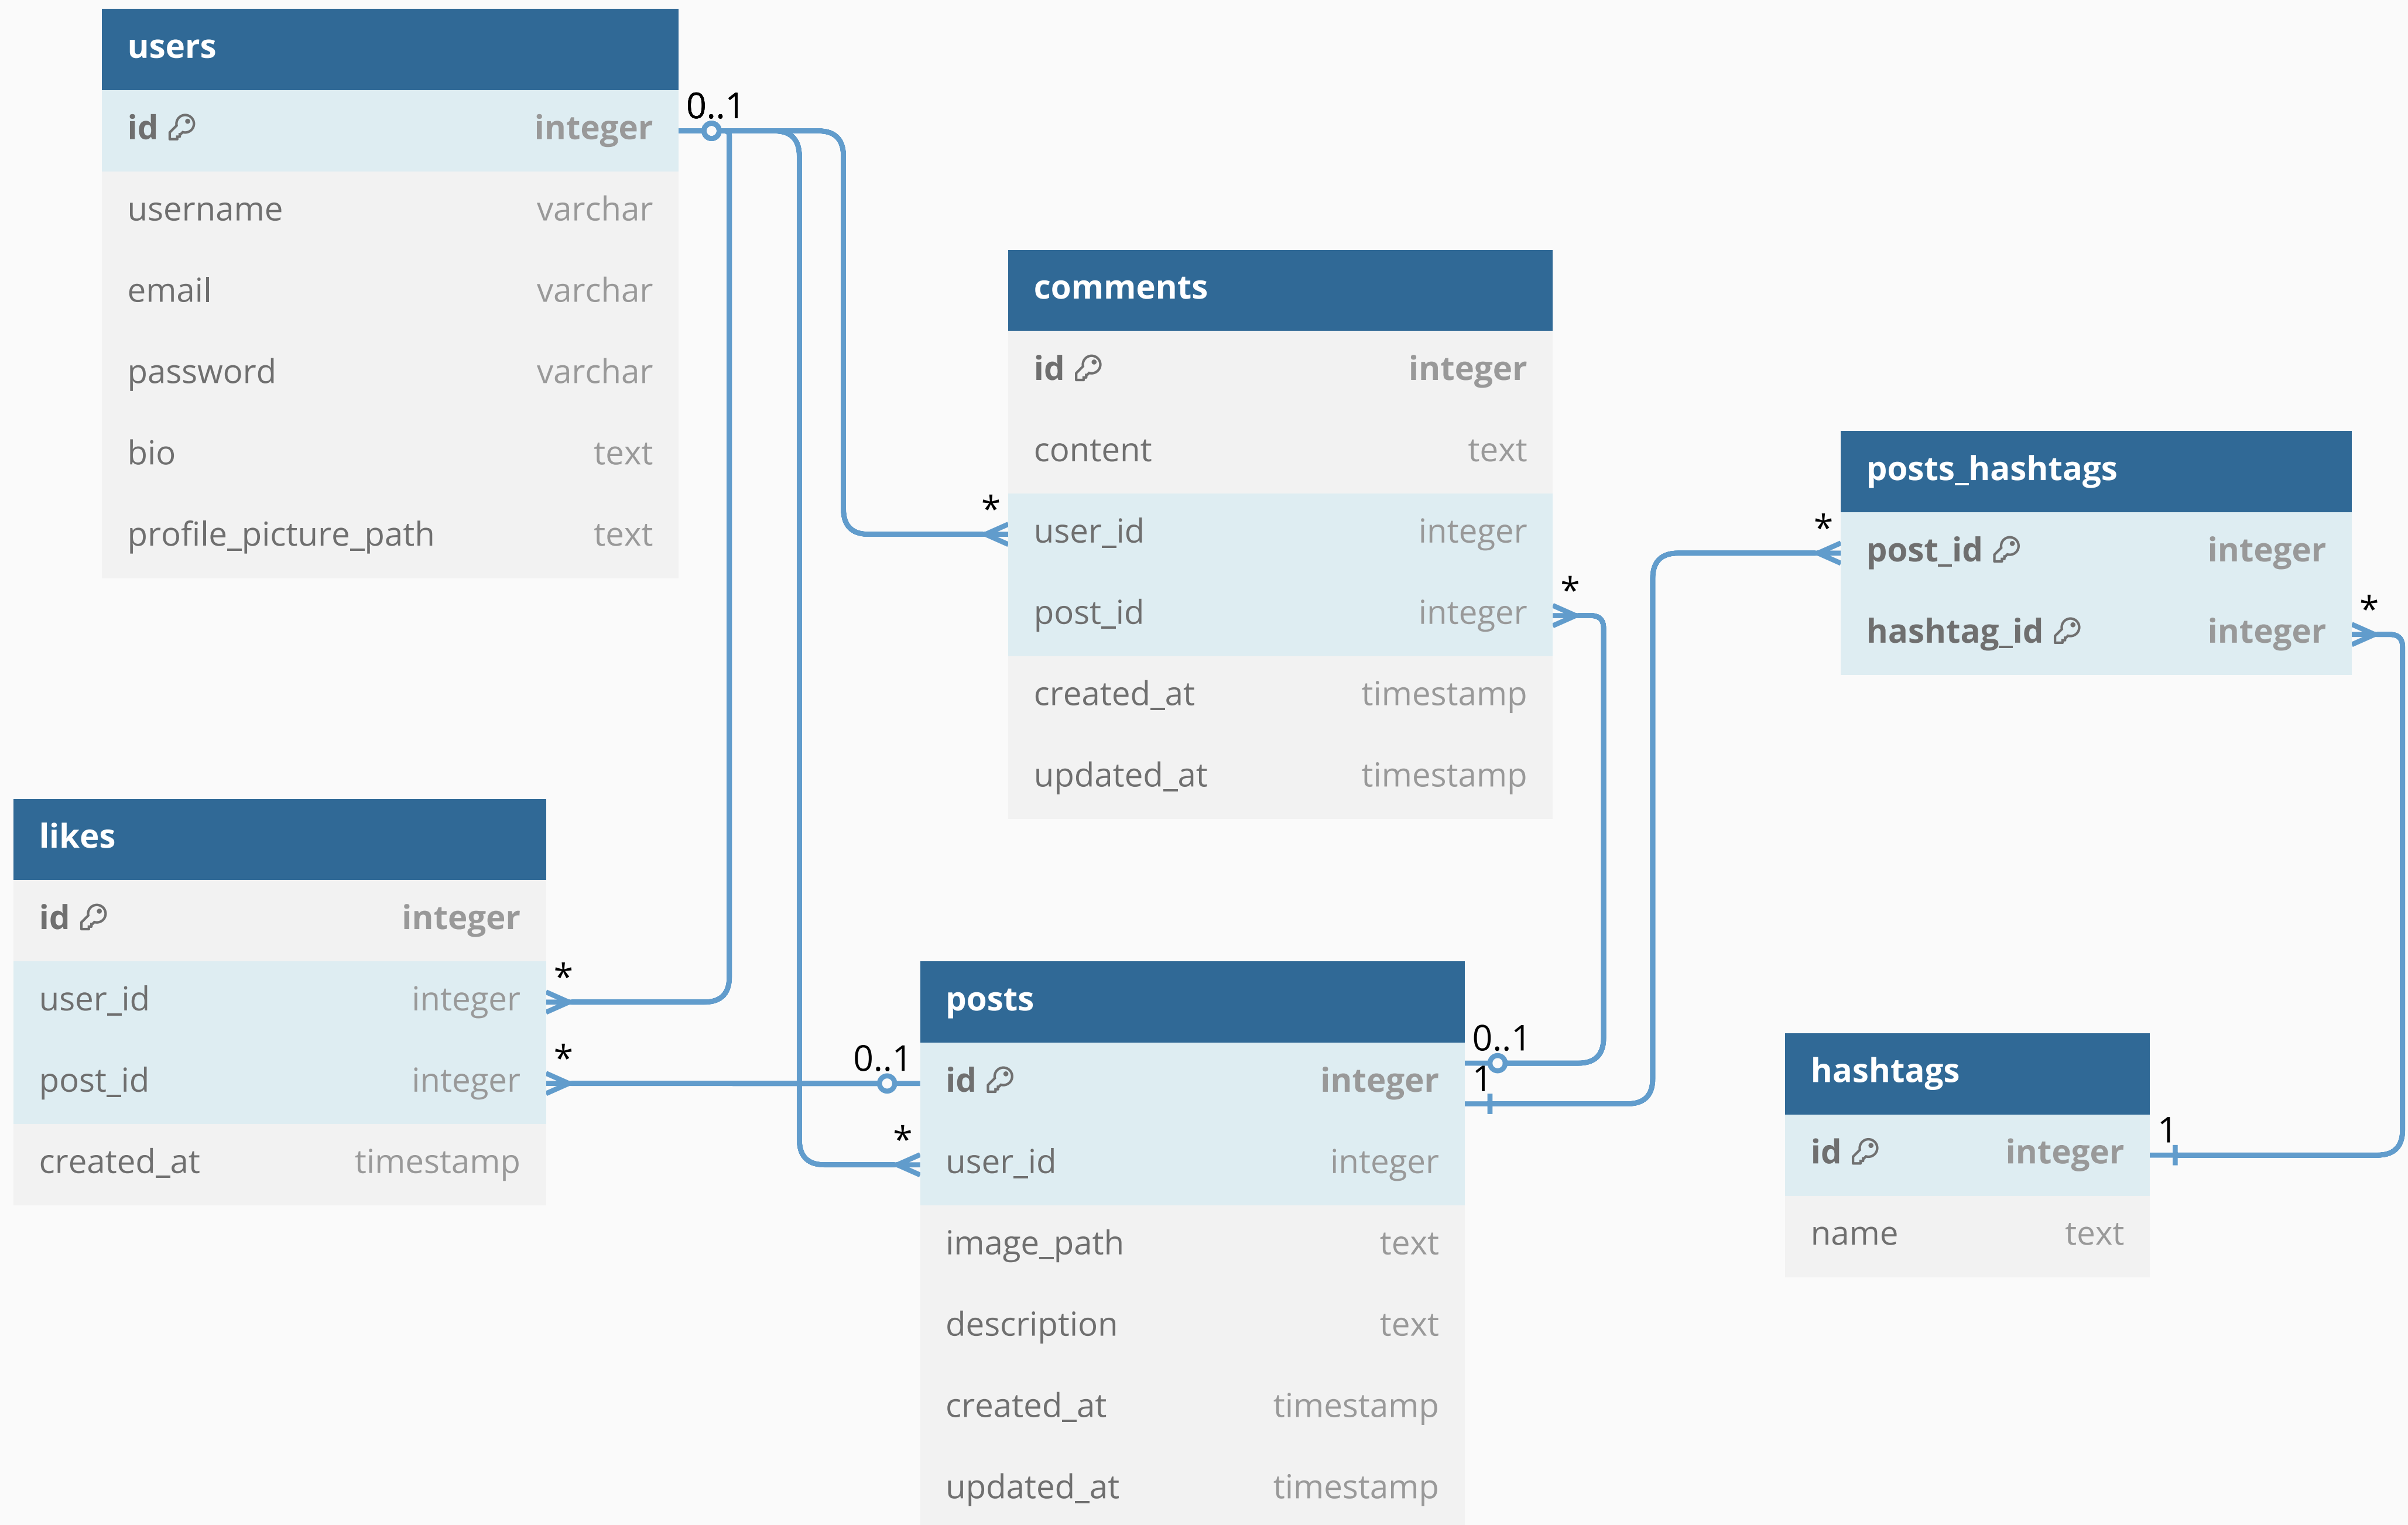 users
id integer
username varchar
email varchar
password varchar
bio text
profile_picture_path text
0..1
comments
id integer
content text
* user_id integer
post_id integer *
created_at timestamp
updated_at timestamp
posts_hashtags
* post_id integer
hashtag_id integer *
likes
id integer
user_id integer *
post_id integer *
created_at timestamp
posts
0..1 id integer 0..1
1
* user_id integer
image_path text
description text
created_at timestamp
updated_at timestamp
hashtags
id integer 1
name text